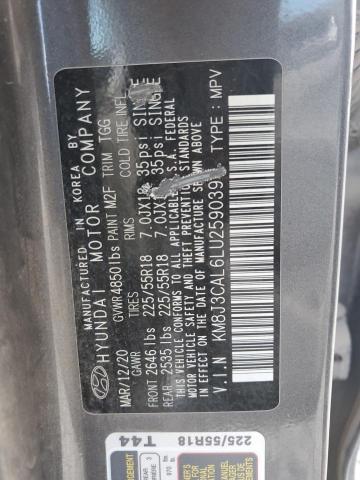 MANUFACTURED IN KOREA BY
HYUNDAI MOTOR COMPANY
GVWR 4850lbs PAINT M2F TRIM TGG
MAR/12/20 GAWR TIRES RIMS COLD TIRE INFL.
FRONT 2646 lbs 225/55R18 7.0JX18 35psi SINGLE
REAR 2535 lbs 225/55R18 7.0JX18 35psi SINGLE
THIS VEHICLE CONFORMS TO ALL APPLICABLE U.S.A. FEDERAL
MOTOR VEHICLE SAFETY AND
THEFT PREVENTION STANDARDS IN EFFECT ON THE DATE OF MANUFACTURE SHOWN ABOVE
V.I.N KM8J3CAL6LU259039 TYPE: MPV
T44 225/55R18